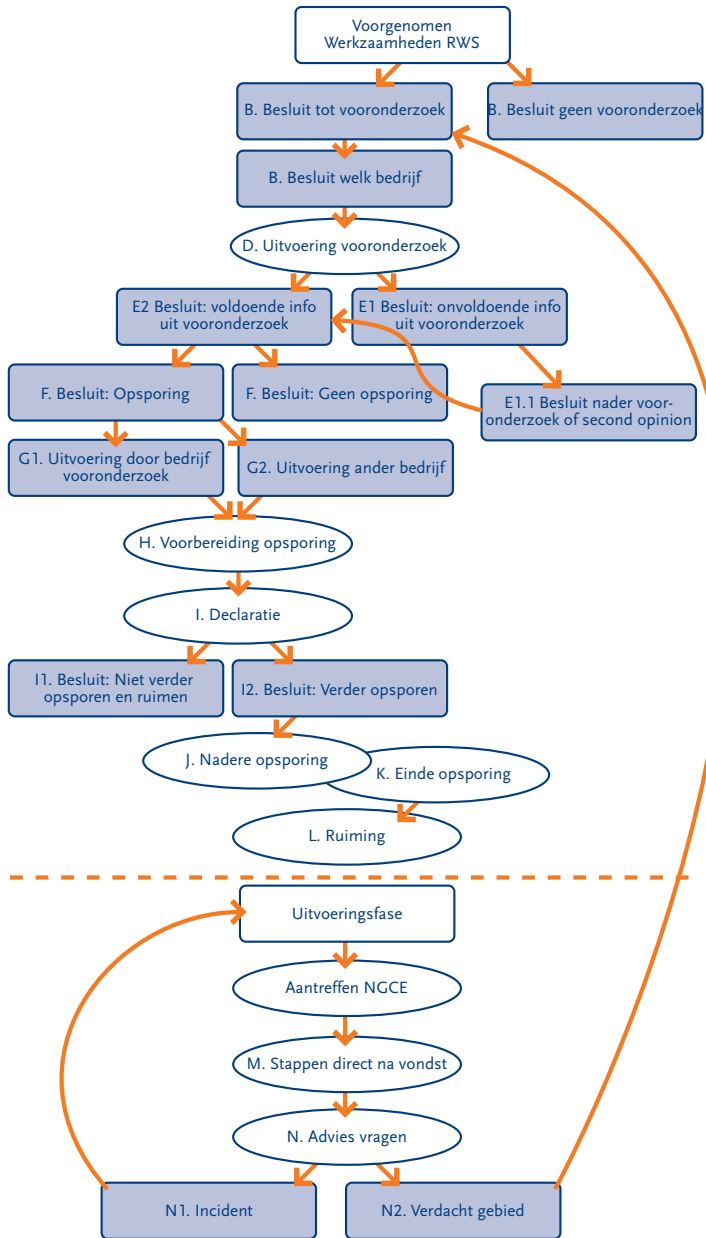 Voorgenomen
Werkzaamheden RWS
B. Besluit tot vooronderzoek
B. Besluit geen vooronderzoek
B. Besluit welk bedrijf
D. Uitvoering vooronderzoek
E2 Besluit: voldoende info
uit vooronderzoek
E1 Besluit: onvoldoende info
uit vooronderzoek
F. Besluit: Opsporing
F. Besluit: Geen opsporing
E1.1 Besluit nader voor-
onderzoek of second opinion
G1. Uitvoering door bedrijf
vooronderzoek
G2. Uitvoering ander bedrijf
H. Voorbereiding opsporing
I. Declaratie
I1. Besluit: Niet verder
opsporen en ruimen
I2. Besluit: Verder opsporen
J. Nadere opsporing
K. Einde opsporing
L. Ruiming
Uitvoeringsfase
Aantreffen NGCE
M. Stappen direct na vondst
N. Advies vragen
N1. Incident
N2. Verdacht gebied